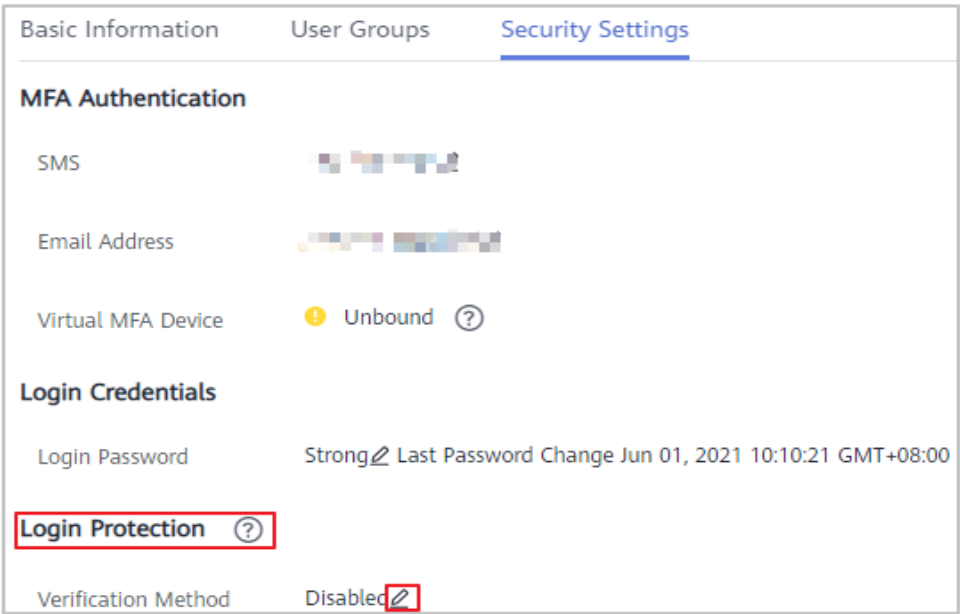 Basic Information User Groups Security Settings
MFA Authentication
SMS
Email Address
Virtual MFA Device Unbound ?
Login Credentials
Login Password Strong Last Password Change Jun 01, 2021 10:10:21 GMT+08:00
Login Protection ?
Verification Method Disabled